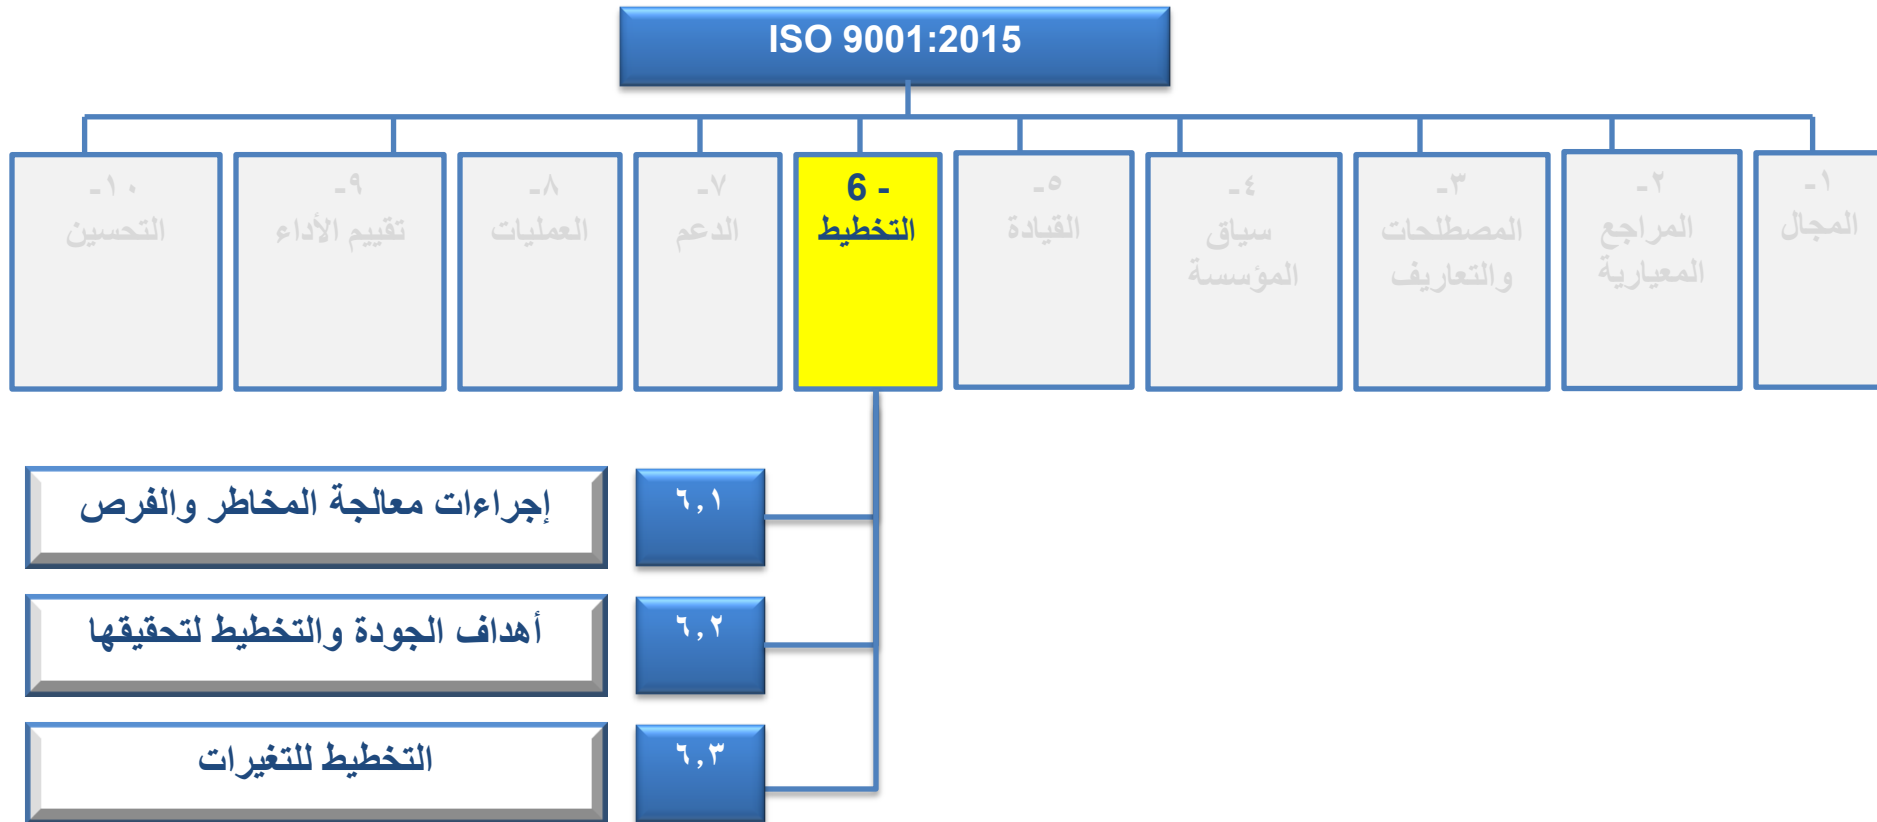 ISO 9001:2015
١-
المجال
٢-
المراجع
المعيارية
٣-
المصطلحات
والتعاريف
٤-
سياق
المؤسسة
٥-
القيادة
6 -
التخطيط
٧-
الدعم
٨-
العمليات
٩-
تقييم الأداء
١٠-
التحسين
٦,١
إجراءات معالجة المخاطر والفرص
٦,٢
أهداف الجودة والتخطيط لتحقيقها
٦,٣
التخطيط للتغيرات